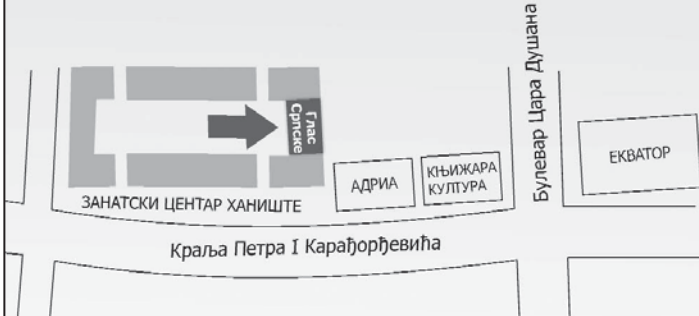 Глас
Српске
ЗАНАТСКИ ЦЕНТАР ХАНИШТЕ
АДРИА
КЊИЖАРА
КУЛТУРА
Булевар Цара Душана
ЕКВАТОР
Краља Петра I Карађорђевића